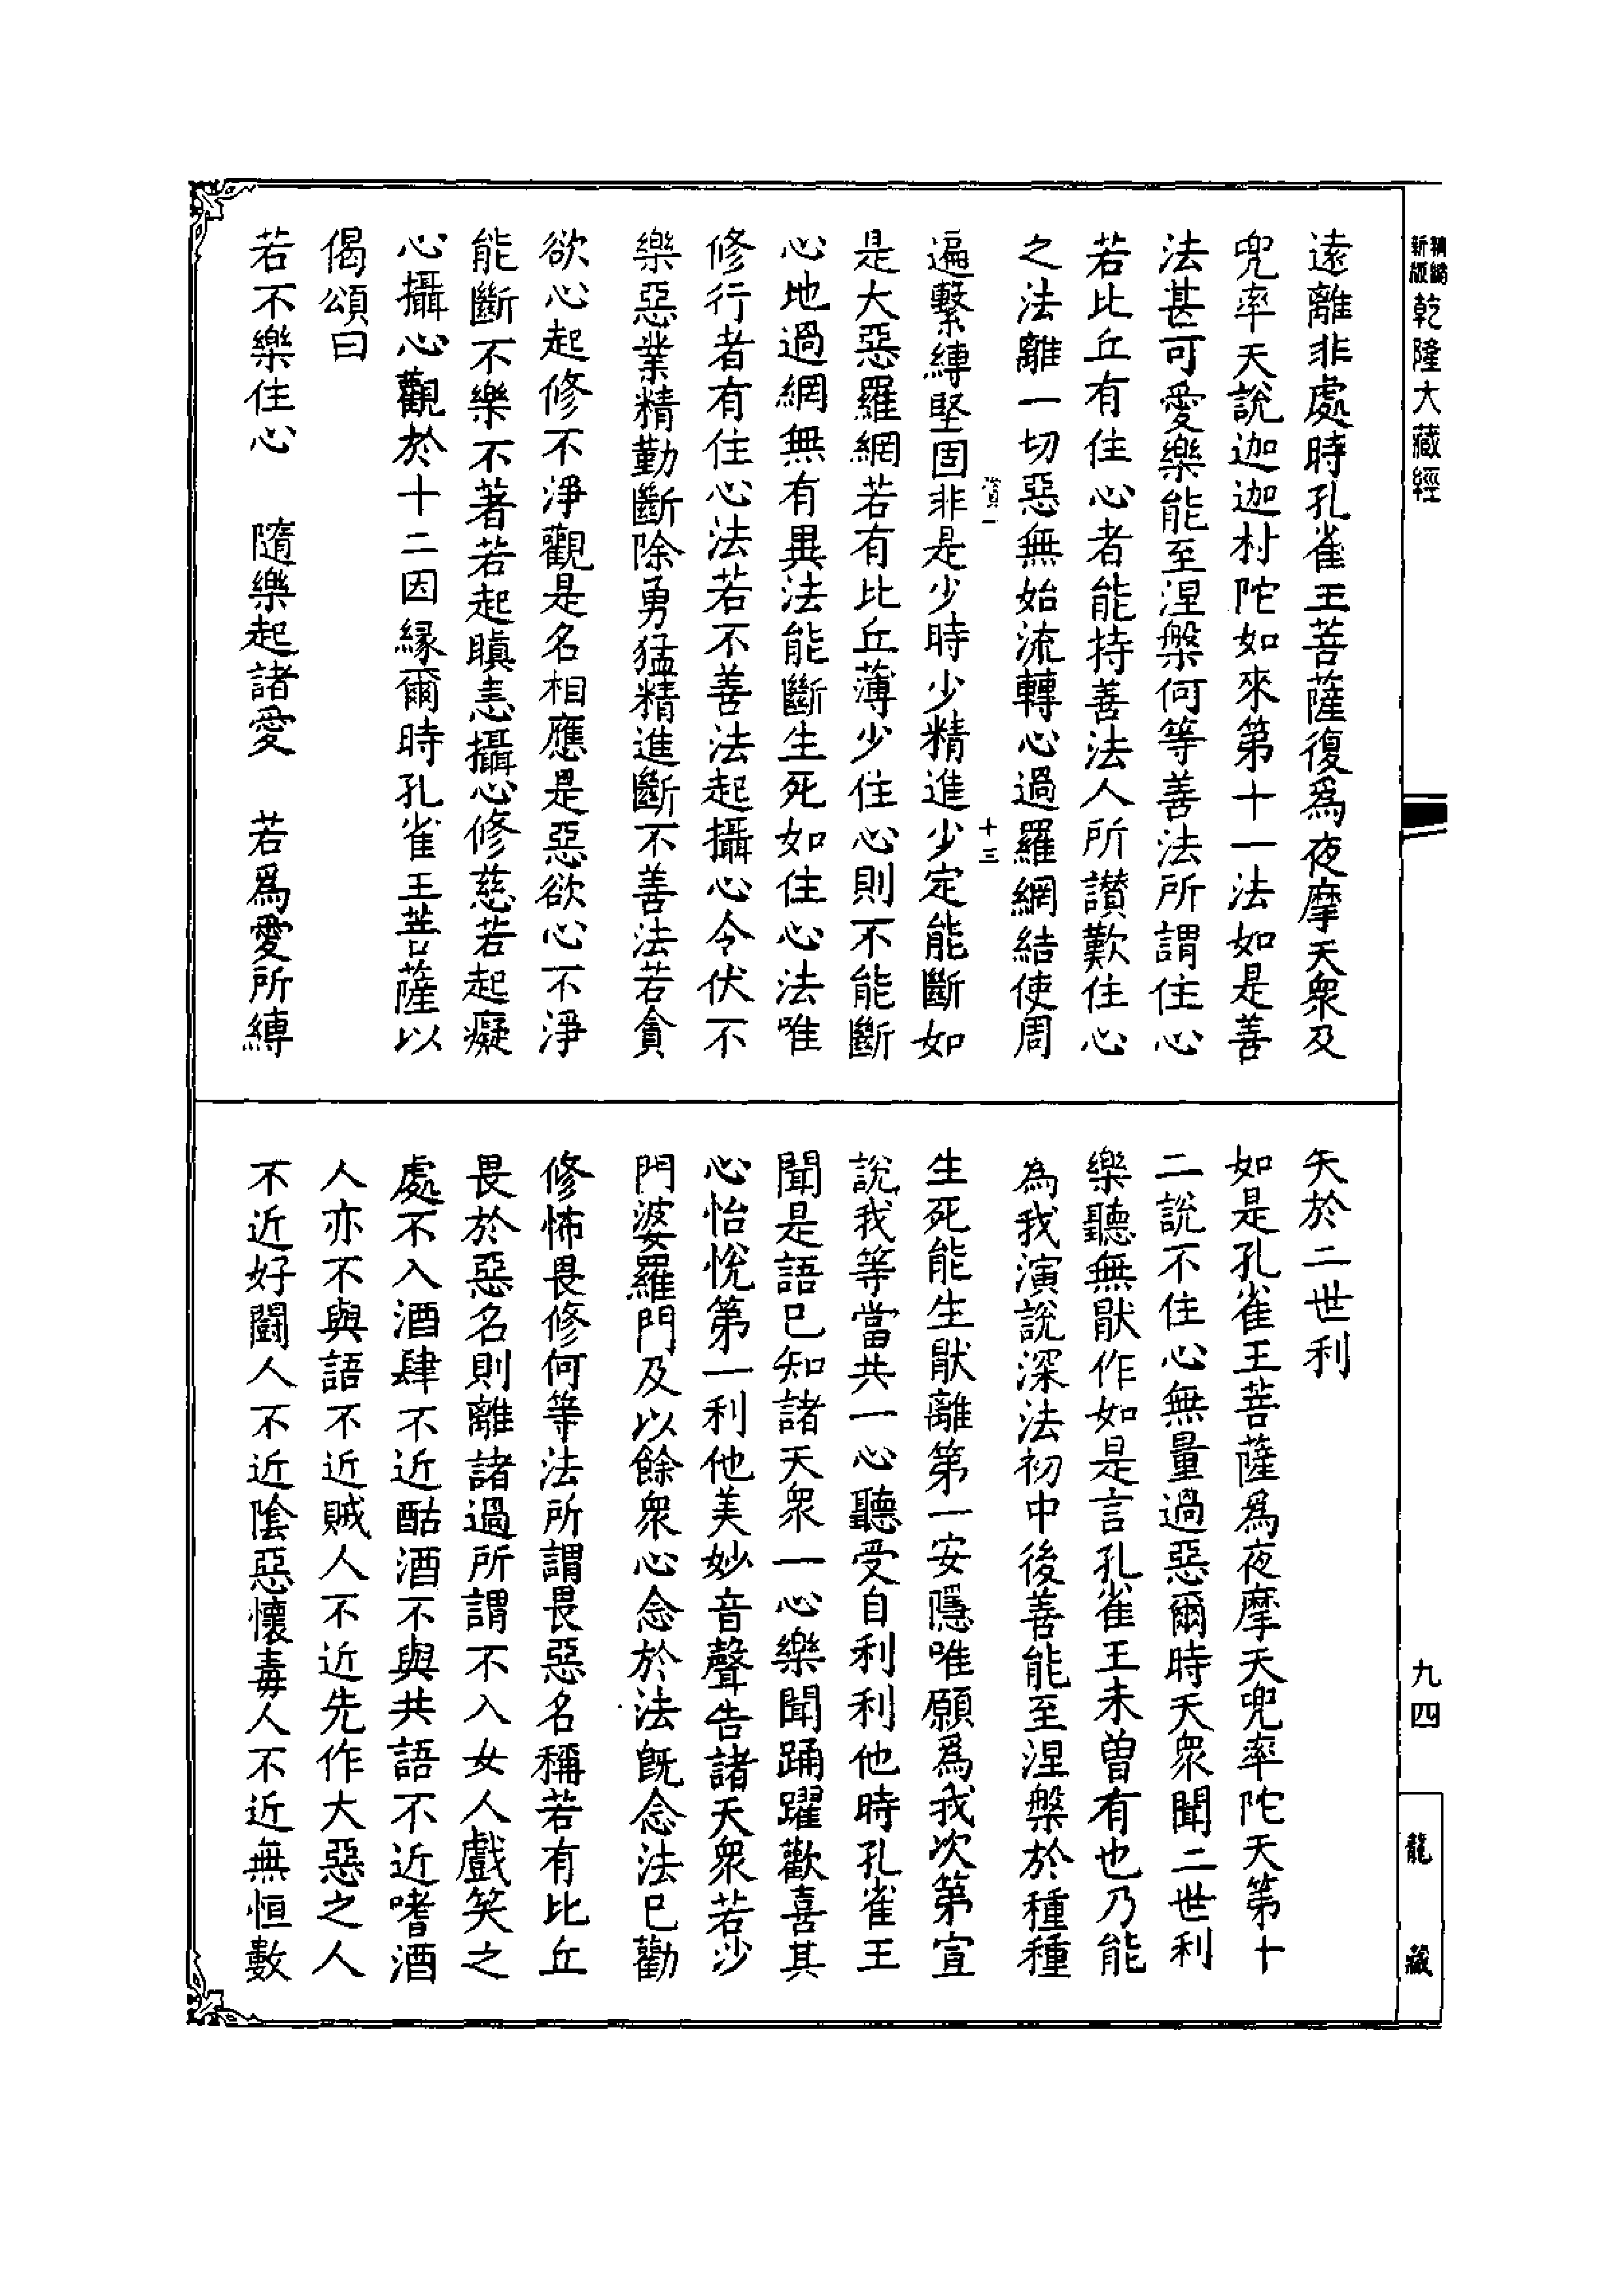 新版
精縮
乾隆大藏經
九四
龍藏
遠離非處時孔雀王菩薩復爲夜摩天衆及
兜率天說迦迦村陀如來第十一法如是善
法甚可愛樂能至涅槃何等善法所謂住心
若比丘有住心者能持善法人所讃歎住心
之法離一切惡無始流轉心過羅網結使周
十三
遍繫縛堅固非是少時少精進少定能斷如
是大惡羅網若有比丘薄少住心則不能斷
心地過網無有異法能斷生死如住心法唯
修行者有住心法若不善法起攝心令伏不
樂惡業精勤斷除勇猛精進斷不善法若貪
欲心起修不淨觀是名相應是惡欲心不淨
能斷不樂不著若起瞋恚攝心修慈若起癡
心攝心觀於十二因緣爾時孔雀王菩薩以
偈頌曰
若不樂住心　隨樂起諸愛　若爲愛所縛
矢於二世利
如是孔雀王菩薩爲夜摩天兜率陀天第十
二說不住心無量過惡爾時天衆聞二世利
樂聽無猒作如是言孔雀王未曽有也乃能
為我演說深法初中後善能至涅槃於種種
生死能生猒離第一安隱唯願爲我次第宣
說我等當共一心聽受自利利他時孔雀王
聞是語已知諸天衆一心樂聞踊躍歡喜其
心怡悅第一利他美妙音聲告諸天衆若沙
門婆羅門及以餘衆心念於法旣念法已勸
修怖畏修何等法所謂畏惡名稱若有比丘
畏於惡名則離諸過所謂不入女人戲笑之
處不入酒肆不近酤酒不與共語不近嗜酒
人亦不與語不近賊人不近先作大惡之人
不近好鬪人不近陰惡懷毒人不近無恒數